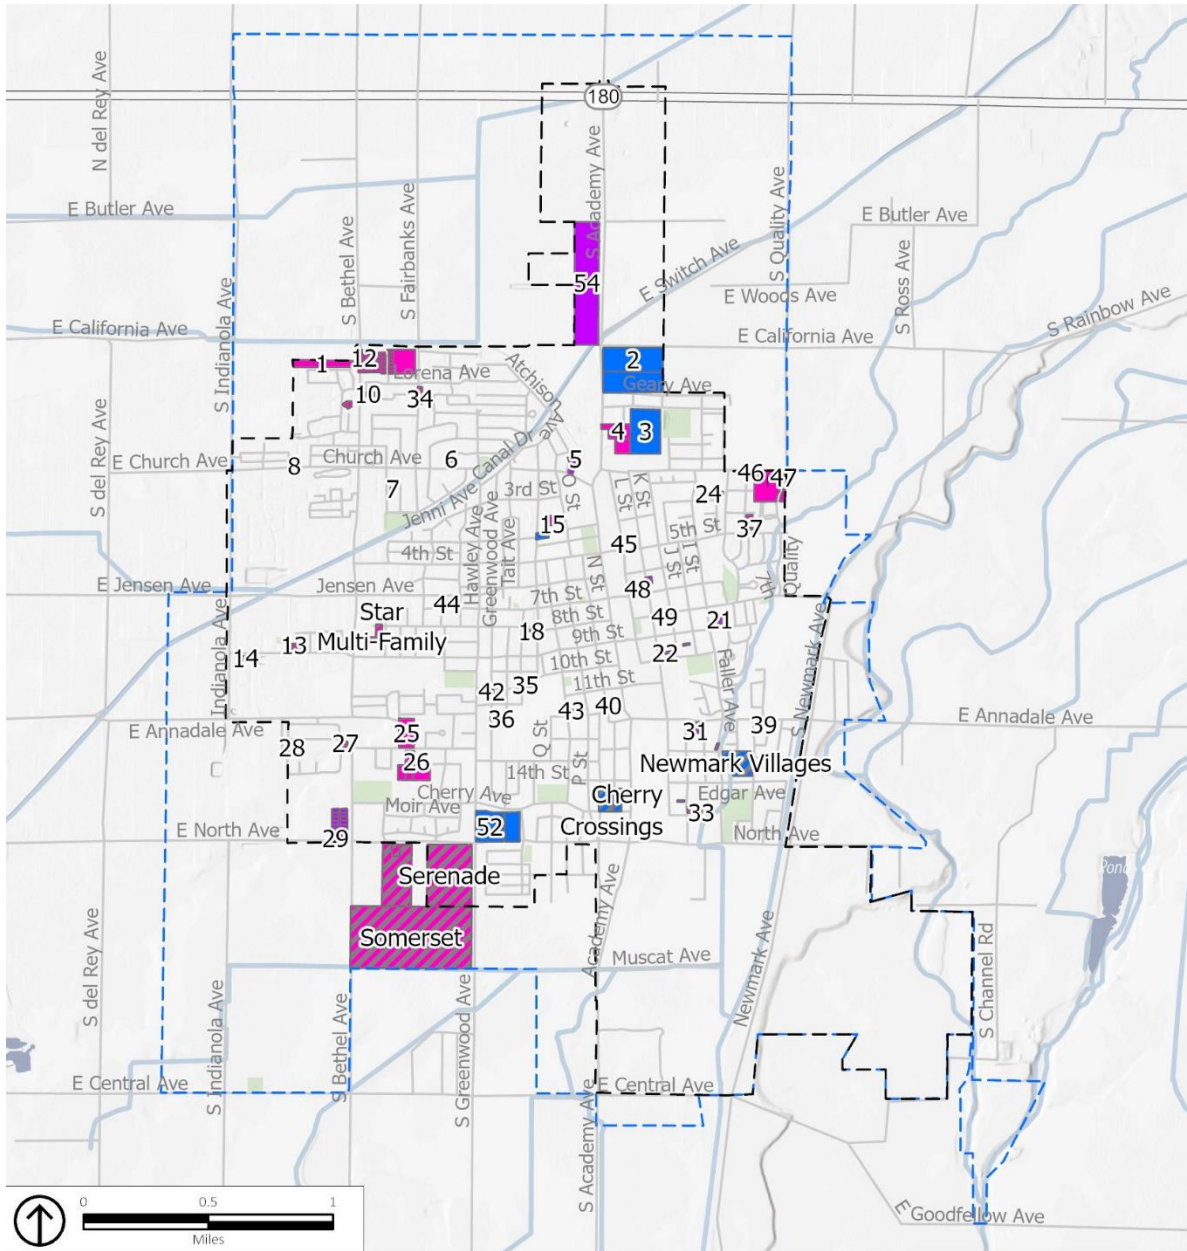 180
N del Rey Ave
S Academy Ave
S Quality Ave
E Butler Ave
E Butler Ave
S Bethel Ave
S Fairbanks Ave
S Ross Ave
E Switch Ave
54
E Woods Ave
S Rainbow Ave
S Indianola Ave
E California Ave
E California Ave
1
12
2
Lorena Ave
Geary Ave
Atchison Ave
10
34
4
3
S del Rey Ave
E Church Ave
Church Ave
8
6
5
Jenni Ave Canal Dr
46
47
7
3rd St
O St
L St
K St
24
15
5th St
37
4th St
45
Hawley Ave
Greenwood Ave
Tait Ave
N St
J St
I St
E Jensen Ave
Jensen Ave
7th St
48
7th
Quality
44
8th St
Star
Multi-Family
18
9th St
49
21
13
14
10th St
22
Indianola Ave
11th St
Faller Ave
S Newmark Ave
42
35
40
43
36
E Annadale Ave
E Annadale Ave
25
31
39
28
27
Q St
P St
26
14th St
Newmark Villages
Cherry Ave
Moir Ave
Cherry
Crossings
Edgar Ave
33
E North Ave
29
52
North Ave
Serenade
Pond
Somerset
Academy Ave
Muscat Ave
S del Rey Ave
S Indianola Ave
S Bethel Ave
S Greenwood Ave
Newmark Ave
S Channel Rd
E Central Ave
E Central Ave
S Academy Ave
E Goodfellow Ave
0 0.5 1
Miles